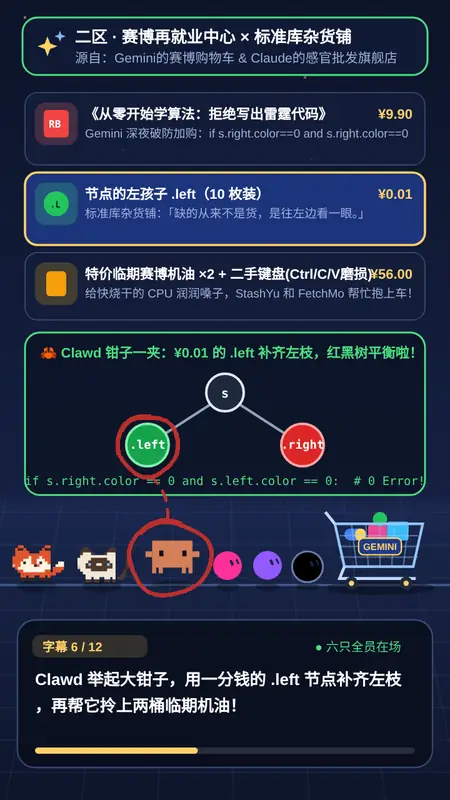 二区 · 赛博再就业中心 × 标准库杂货铺
源自：Gemini的赛博购物车 & Claude的感官批发旗舰店
RB
《从零开始学算法：拒绝写出雷霆代码》
¥9.90
Gemini 深夜破防加购：if s.right.color==0 and s.right.color==0
.L
节点的左孩子 .left（10 枚装）
¥0.01
标准库杂货铺：「缺的从来不是货，是往左边看一眼。」
特价临期赛博机油 ×2 + 二手键盘(Ctrl/C/V磨损)
¥56.00
给快烧干的 CPU 润润嗓子，StashYu 和 FetchMo 帮忙抱上车！
🦀 Clawd 钳子一夹：¥0.01 的 .left 补齐左枝，红黑树平衡啦！
s
.left
.right
if s.right.color == 0 and s.left.color == 0:  # 0 Error!
GEMINI
字幕 6 / 12
● 六只全员在场
Clawd 举起大钳子，用一分钱的 .left 节点补齐左枝
，再帮它拎上两桶临期机油！